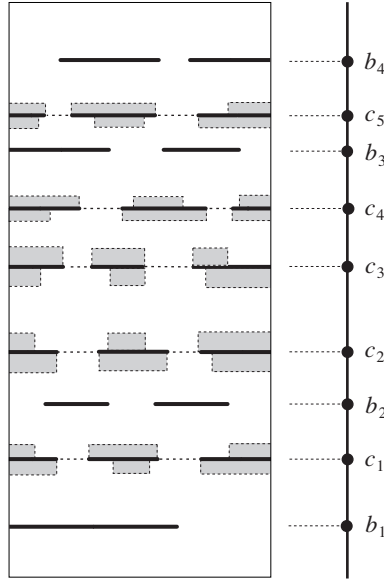 b₄
c₅
b₃
c₄
c₃
c₂
b₂
c₁
b₁